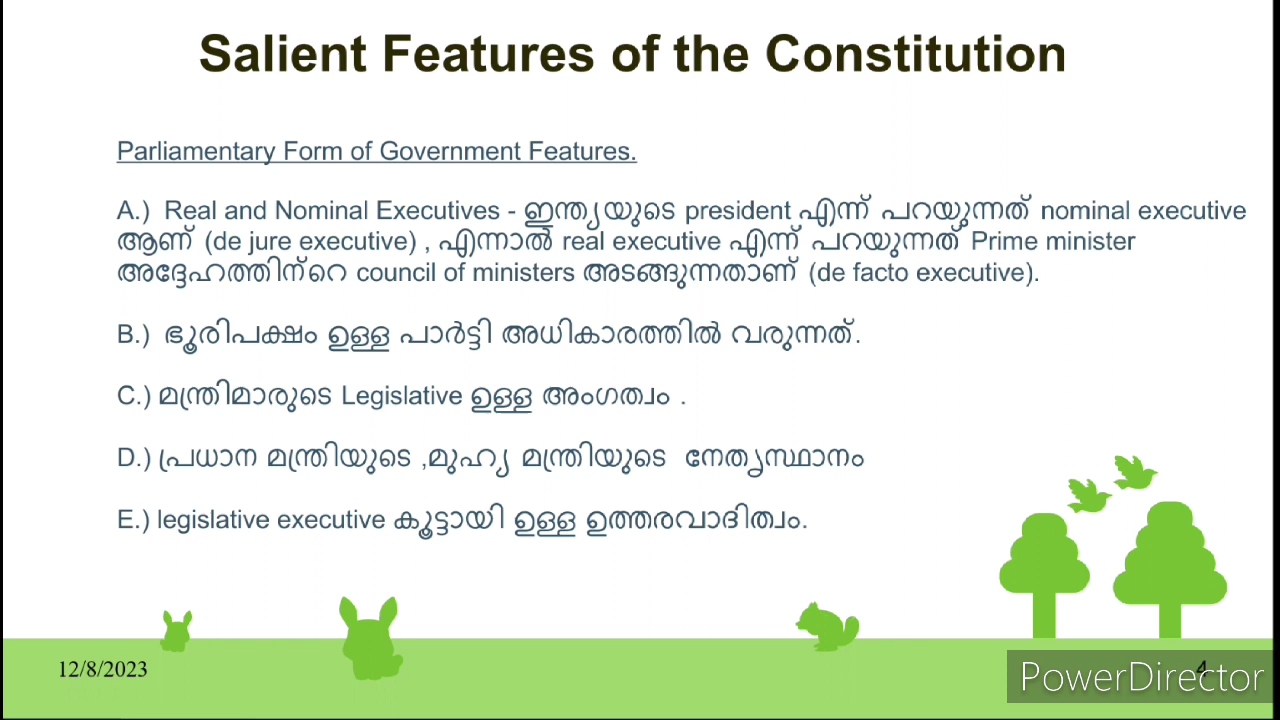 Salient Features of the Constitution
Parliamentary Form of Government Features.
A.) Real and Nominal Executives - ഇന്ത്യയുടെ president എന്ന് പറയുന്നത് nominal executive
ആണ് (de jure executive) , എന്നാൽ real executive എന്ന് പറയുന്നത് Prime minister
അദ്ദേഹത്തിന്റെ council of ministers അടങ്ങുന്നതാണ് (de facto executive).
B.) ഭൂരിപക്ഷം ഉള്ള പാർട്ടി അധികാരത്തിൽ വരുന്നത്.
C.) മന്ത്രിമാരുടെ Legislative ഉള്ള അംഗത്വം .
D.) പ്രധാന മന്ത്രിയുടെ ,മുഹ്യ മന്ത്രിയുടെ നേതൃസ്ഥാനം
E.) legislative executive കൂട്ടായി ഉള്ള ഉത്തരവാദിത്വം.
12/8/2023
4
PowerDirector